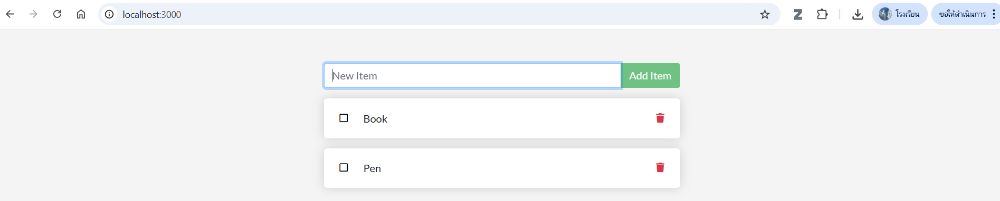 localhost:3000
โรงเรียน
ขอให้ดำเนินการ
New Item
Add Item
Book
Pen